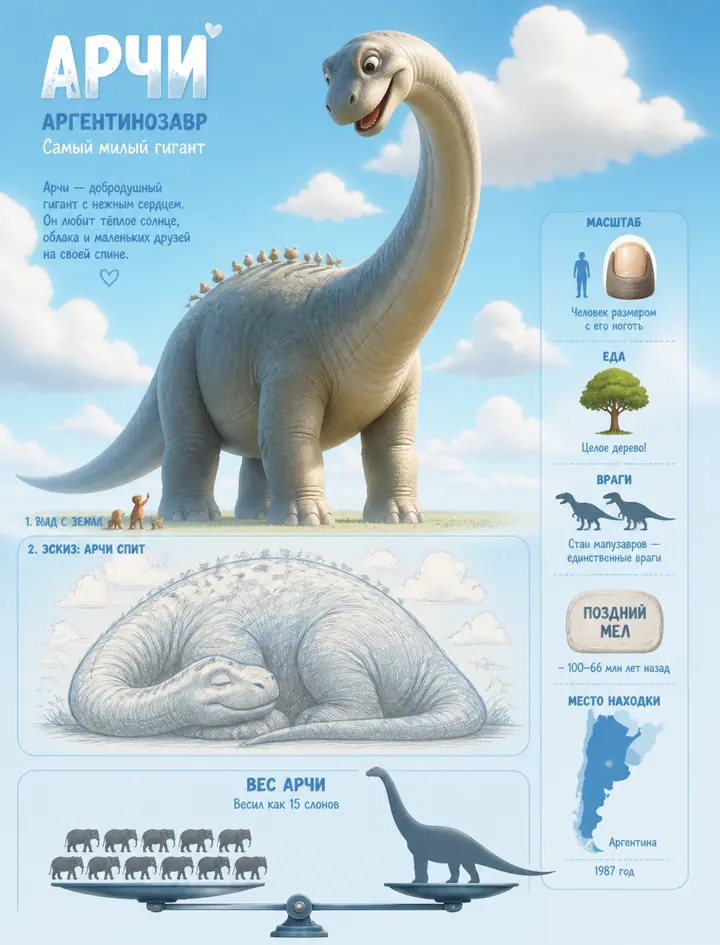 АРЧИ
АРГЕНТИНОЗАВР
Самый милый гигант
Арчи — добродушный
гигант с нежным сердцем.
Он любит тёплое солнце,
облака и маленьких друзей
на своей спине.
МАСШТАБ
Человек размером
с его ноготь
ЕДА
Целое дерево!
ВРАГИ
Стаи мапузавров —
единственные враги
ПОЗДНИЙ
МЕЛ
~ 100–66 млн лет назад
МЕСТО НАХОДКИ
Аргентина
1987 год
1. С ЗЕМЛИ
2. ЭСКИЗ: АРЧИ СПИТ
ВЕС АРЧИ
Весил как 15 слонов